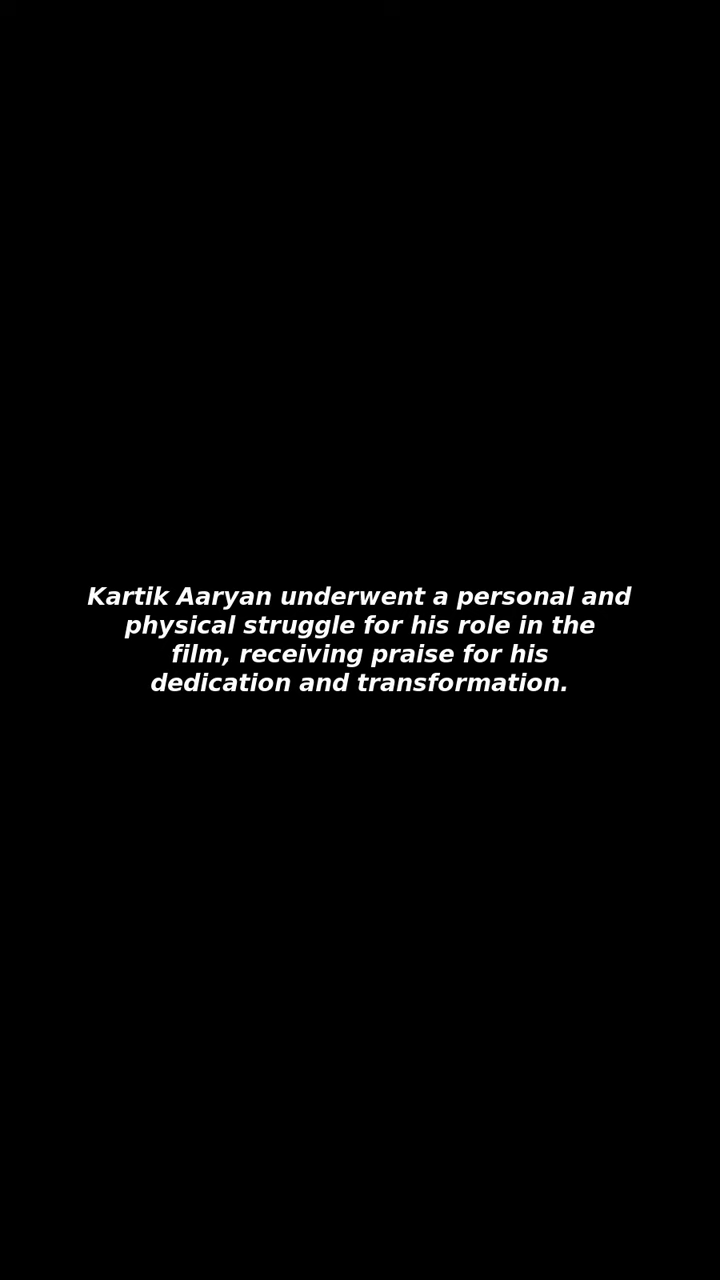 Kartik Aaryan underwent a personal and
physical struggle for his role in the
film, receiving praise for his
dedication and transformation.